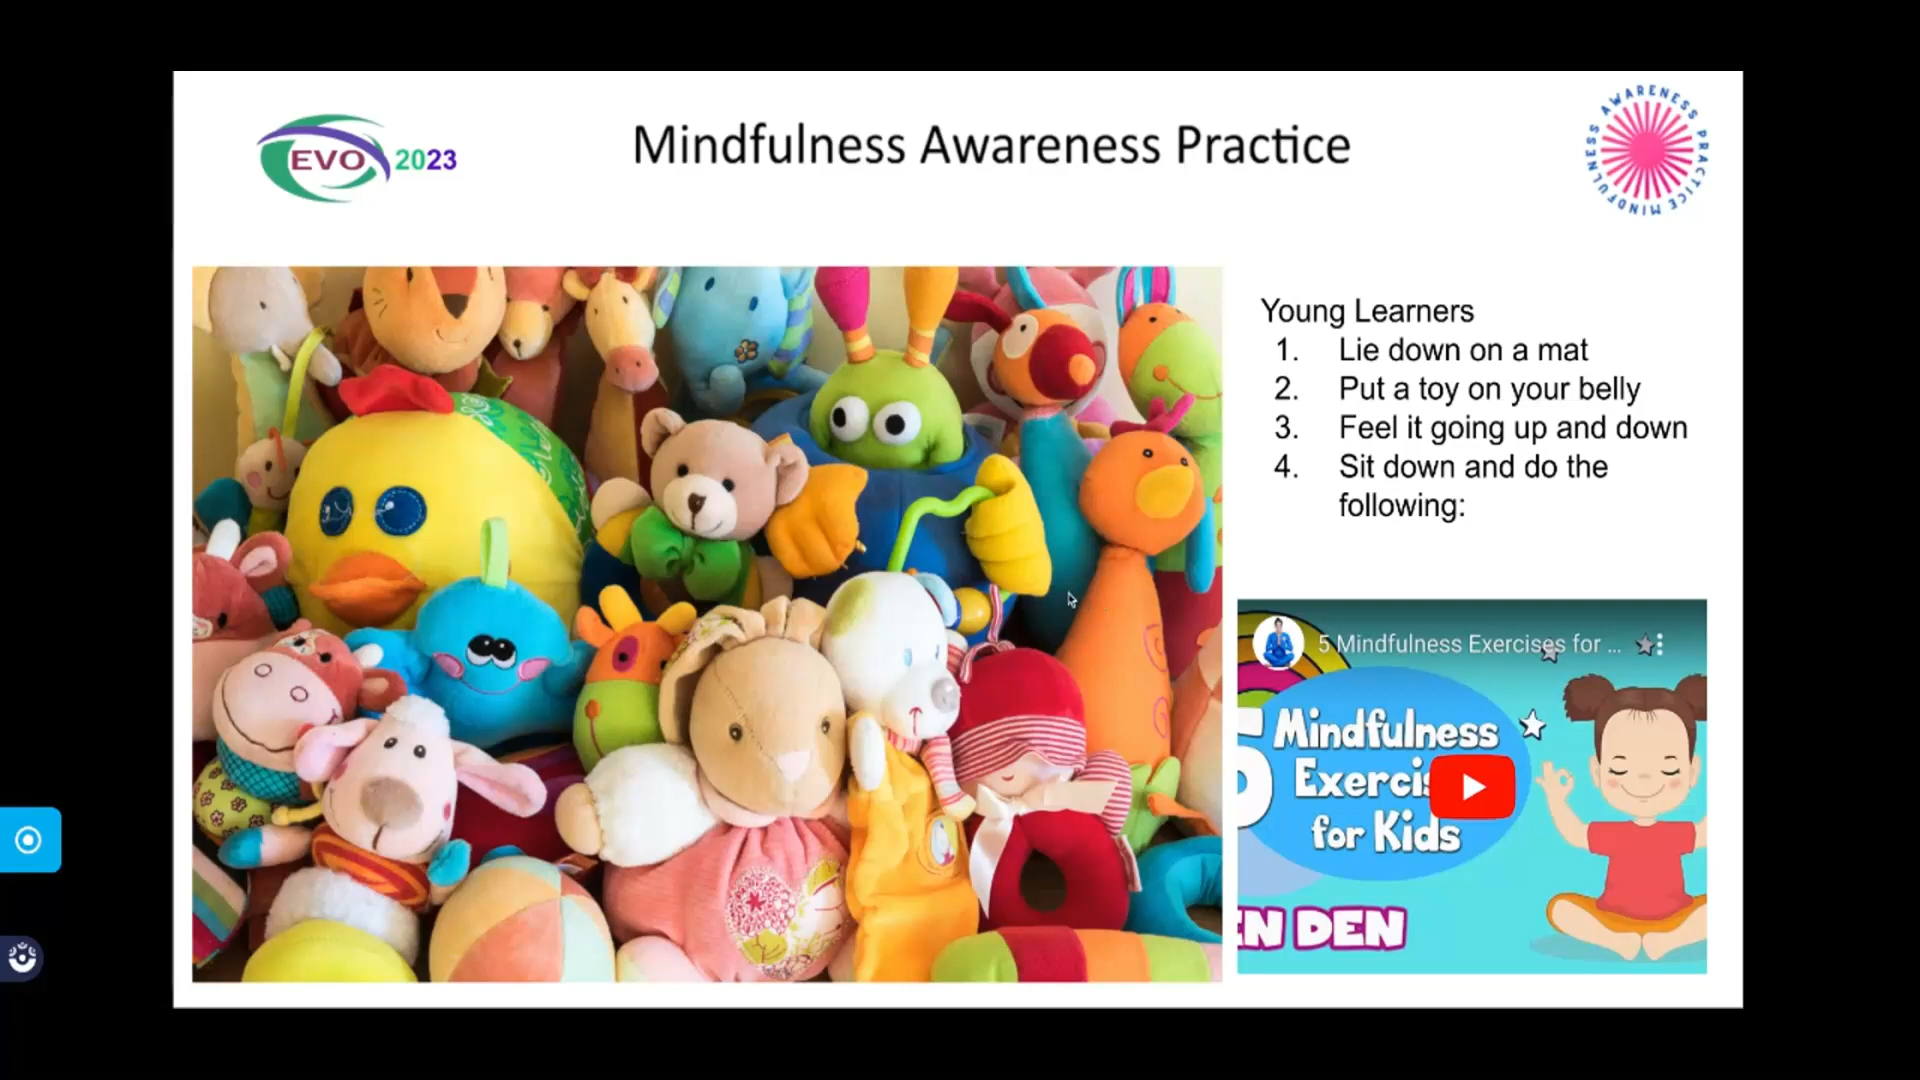 EVO 2023
Mindfulness Awareness Practice
MINDFULNESS AWARENESS PRACTICE
Young Learners
1. Lie down on a mat
2. Put a toy on your belly
3. Feel it going up and down
4. Sit down and do the
following:
5 Mindfulness Exercises for ...
5 Mindfulness
for Kids
EN DEN